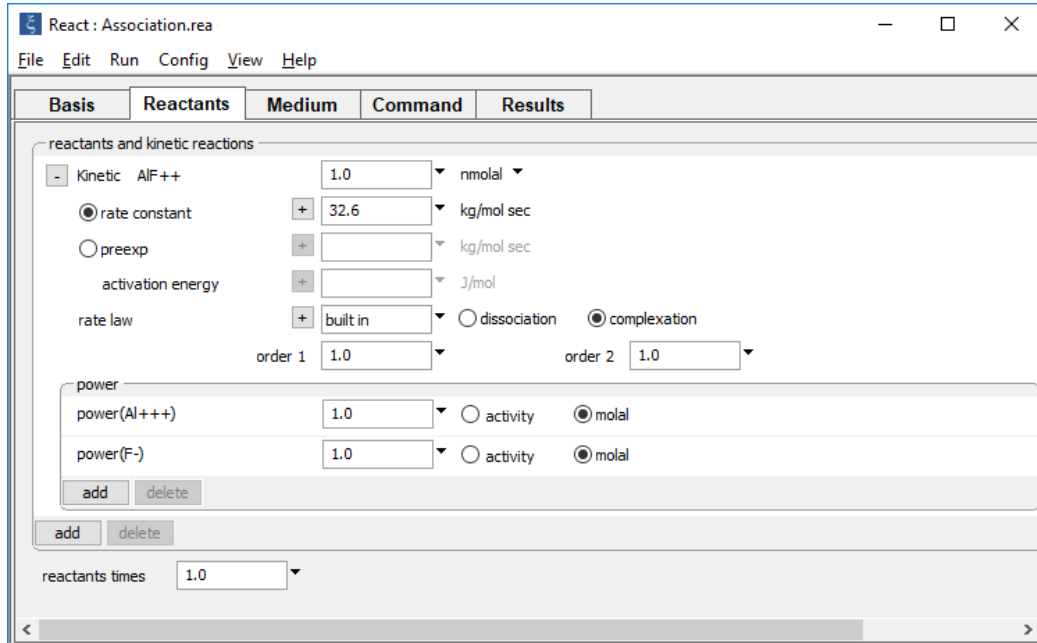 React : Association.rea
File Edit Run Config View Help
Basis Reactants Medium Command Results
reactants and kinetic reactions
- Kinetic AlF++ 1.0 nmolal
rate constant + 32.6 kg/mol sec
preexp + kg/mol sec
activation energy + J/mol
rate law + built in dissociation complexation
order 1 1.0 order 2 1.0
power
power(Al+++) 1.0 activity molal
power(F-) 1.0 activity molal
add delete
add delete
reactants times 1.0